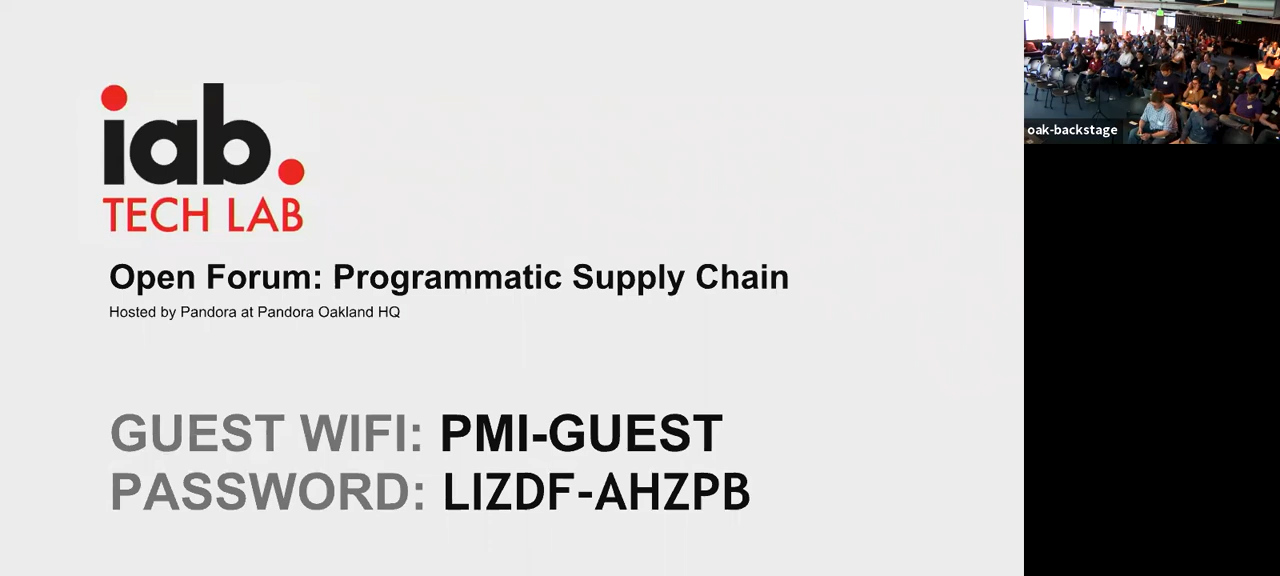 iab.
TECH LAB
Open Forum: Programmatic Supply Chain
Hosted by Pandora at Pandora Oakland HQ
GUEST WIFI: PMI-GUEST
PASSWORD: LIZDF-AHZPB
oak-backstage